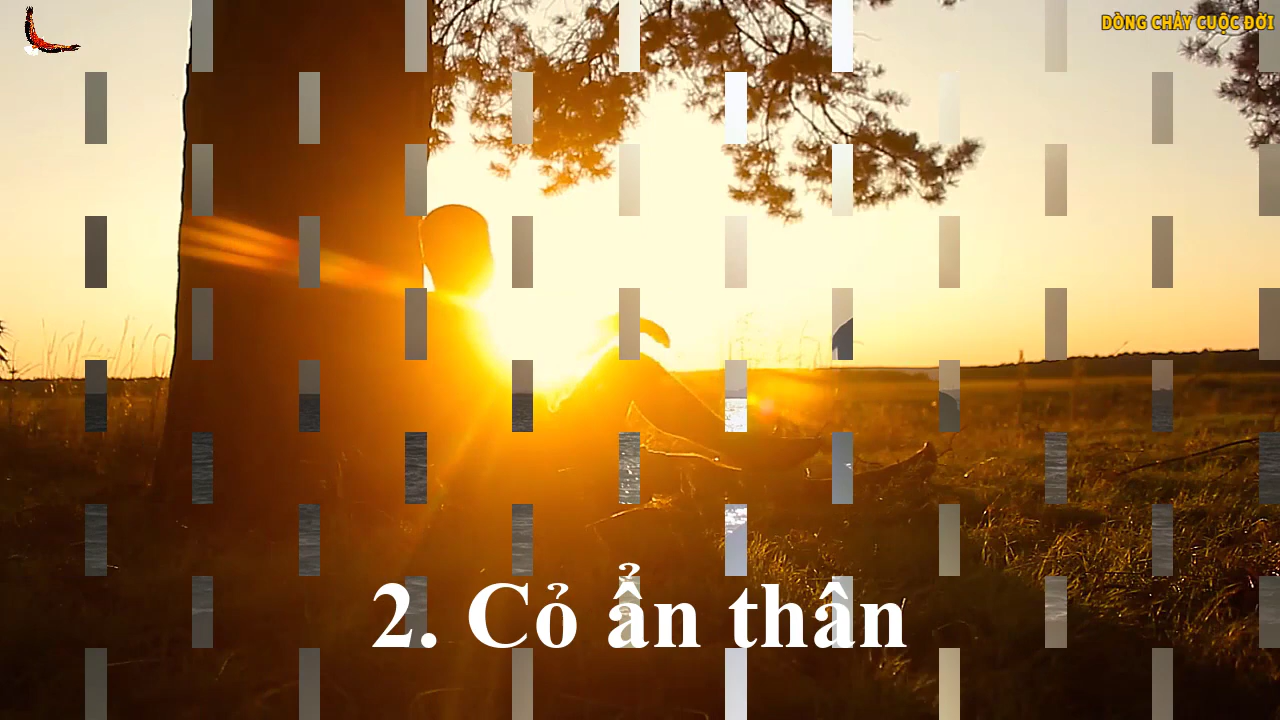 DÒNG CHẢY CUỘC ĐỜI
2. Cỏ ẩn thân